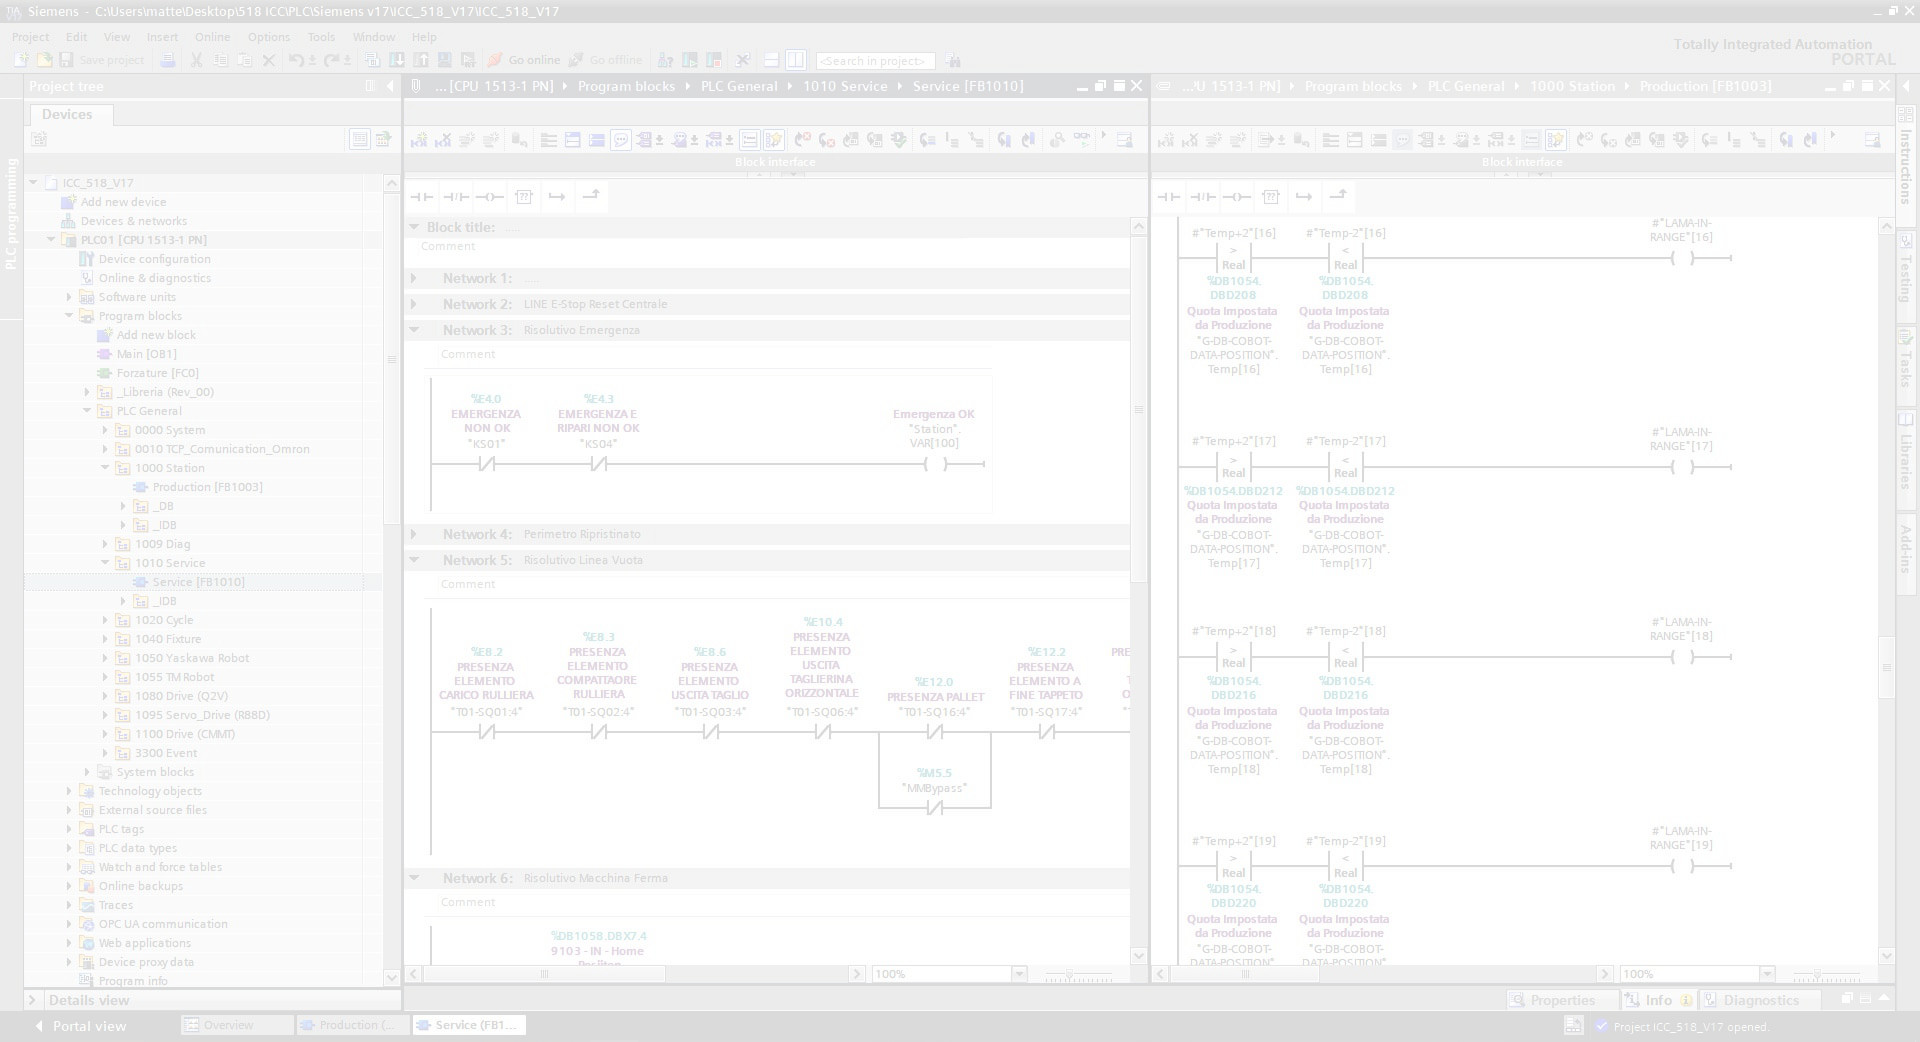 Siemens - C:\Users\matte\Desktop\518 ICC\PLC\Siemens v17\ICC_518_V17\ICC_518_V17
Project Edit View Insert Online Options Tools Window Help
Totally Integrated Automation
PORTAL
Save project
Go online
Go offline
<Search in project>
Project tree
Devices
PLC programming
ICC_518_V17
Add new device
Devices & networks
PLC01 [CPU 1513-1 PN]
Device configuration
Online & diagnostics
Software units
Program blocks
Add new block
Main [OB1]
Forzature [FC0]
_Libreria (Rev_00)
PLC General
0000 System
0010 TCP_Comunication_Omron
1000 Station
Production [FB1003]
_DB
_IDB
1009 Diag
1010 Service
Service [FB1010]
_IDB
1020 Cycle
1040 Fixture
1050 Yaskawa Robot
1055 TMRobot
1080 Drive (Q2V)
1095 Servo_Drive (R88D)
1100 Drive (CMMT)
3300 Event
System blocks
Technology objects
External source files
PLC tags
PLC data types
Watch and force tables
Online backups
Traces
OPC UA communication
Web applications
Device proxy data
Program info
Details view
... [CPU 1513-1 PN] Program blocks PLC General 1010 Service Service [FB1010]
Block interface
Block title: ....
Comment
Network 1: ....
Network 2: LINE E-Stop Reset Centrale
Network 3: Risolutivo Emergenza
Comment
%E4.0
EMERGENZA
NON OK
"KS01"
%E4.3
EMERGENZA E
RIPARI NON OK
"KS04"
Emergenza OK
"Station".
VAR[100]
Network 4: Perimetro Ripristinato
Network 5: Risolutivo Linea Vuota
Comment
%E8.2
PRESENZA
ELEMENTO
CARICO RULLIERA
"T01-SQ01:4"
%E8.3
PRESENZA
ELEMENTO
COMPATTAORE
RULLIERA
"T01-SQ02:4"
%E8.6
PRESENZA
ELEMENTO
USCITA TAGLIO
"T01-SQ03:4"
%E10.4
PRESENZA
ELEMENTO
USCITA
TAGLIERINA
ORIZZONTALE
"T01-SQ06:4"
%E12.0
PRESENZA PALLET
"T01-SQ16:4"
%E12.2
PRESENZA
ELEMENTO A
FINE TAPPETO
"T01-SQ17:4"
PRE
%M5.5
"MMBypass"
Network 6: Risolutivo Macchina Ferma
Comment
%DB1058.DBX7.4
9103 - IN - Home
100%
...'U 1513-1 PN] Program blocks PLC General 1000 Station Production [FB1003]
Block interface
#"Temp+2"[16] #"Temp-2"[16]
#"LAMA-IN-
RANGE"[16]
> <
Real Real
%DB1054. %DB1054.
DBD208 DBD208
Quota Impostata Quota Impostata
da Produzione da Produzione
"G-DB-COBOT- "G-DB-COBOT-
DATA-POSITION". DATA-POSITION".
Temp[16] Temp[16]
#"Temp+2"[17] #"Temp-2"[17]
#"LAMA-IN-
RANGE"[17]
> <
Real Real
%DB1054.DBD212 %DB1054.DBD212
Quota Impostata Quota Impostata
da Produzione da Produzione
"G-DB-COBOT- "G-DB-COBOT-
DATA-POSITION". DATA-POSITION".
Temp[17] Temp[17]
#"Temp+2"[18] #"Temp-2"[18]
#"LAMA-IN-
RANGE"[18]
> <
Real Real
%DB1054. %DB1054.
DBD216 DBD216
Quota Impostata Quota Impostata
da Produzione da Produzione
"G-DB-COBOT- "G-DB-COBOT-
DATA-POSITION". DATA-POSITION".
Temp[18] Temp[18]
#"Temp+2"[19] #"Temp-2"[19]
#"LAMA-IN-
RANGE"[19]
> <
Real Real
%DB1054. %DB1054.
DBD220 DBD220
Quota Impostata Quota Impostata
da Produzione da Produzione
"G-DB-COBOT- "G-DB-COBOT-
DATA-POSITION". DATA-POSITION".
100%
Instructions
Testing
Tasks
Libraries
Add-ins
Properties Info Diagnostics
Portal view
Overview
Production (...
Service (FB1...
Project ICC_518_V17 opened.